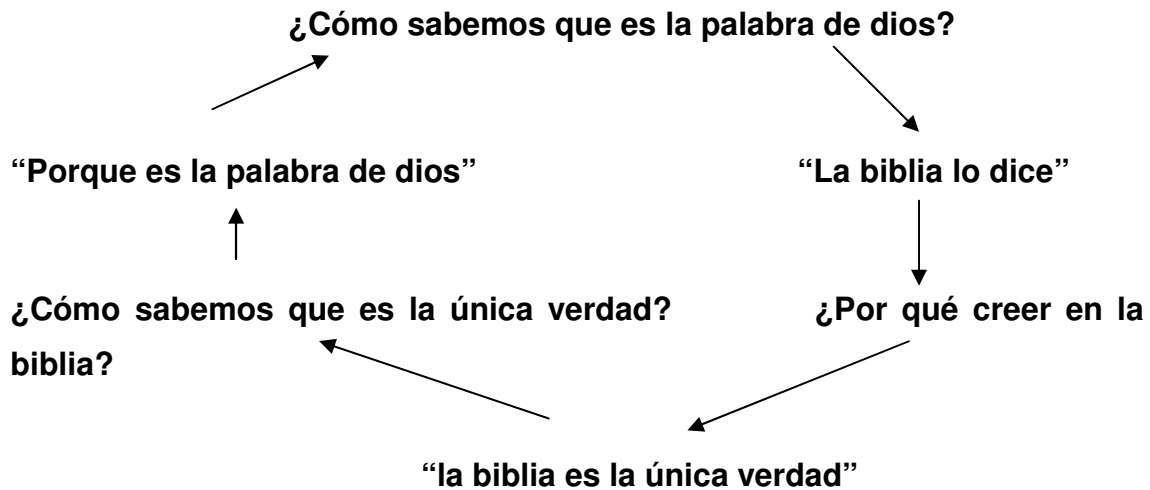 ¿Cómo sabemos que es la palabra de dios?
“Porque es la palabra de dios” “La biblia lo dice”
¿Cómo sabemos que es la única verdad? ¿Por qué creer en la
biblia?
“la biblia es la única verdad”